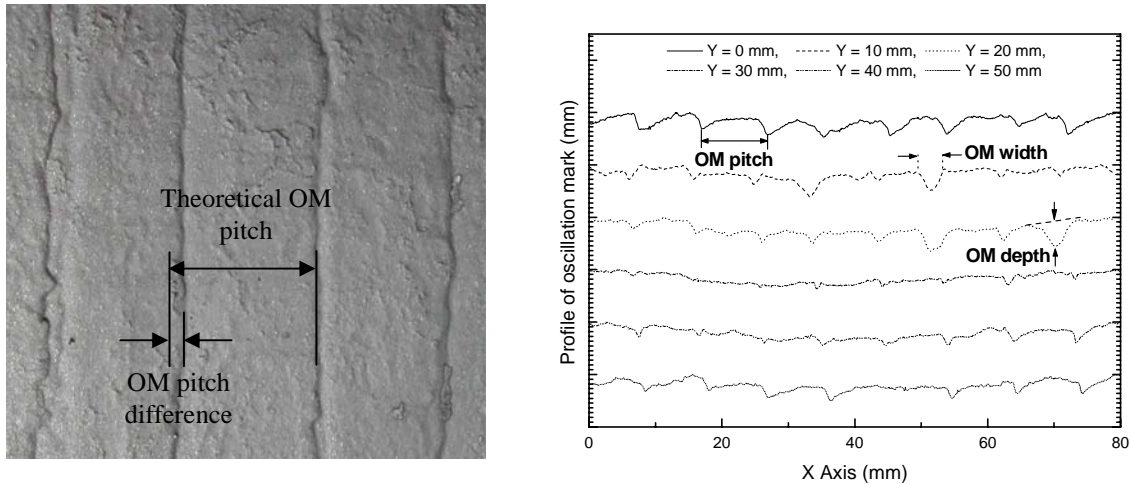 Theoretical OM
pitch
OM pitch
difference
Y = 0 mm, Y = 10 mm, Y = 20 mm,
Y = 30 mm, Y = 40 mm, Y = 50 mm
OM pitch
OM width
OM depth
Profile of oscillation mark (mm)
0 20 40 60 80
X Axis (mm)